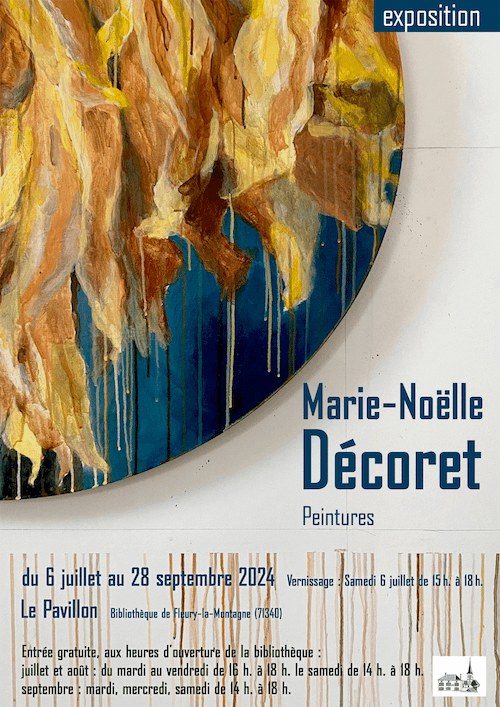 exposition
Marie-Noëlle
Décoret
Peintures
du 6 juillet au 28 septembre 2024 Vernissage : Samedi 6 juillet de 15 h. à 18 h.
Le Pavillon Bibliothèque de Fleury-la-Montagne (71340)
Entrée gratuite, aux heures d'ouverture de la bibliothèque :
juillet et août : du mardi au vendredi de 16 h. à 18 h. le samedi de 14 h. à 18 h.
septembre : mardi, mercredi, samedi de 14 h. à 18 h.